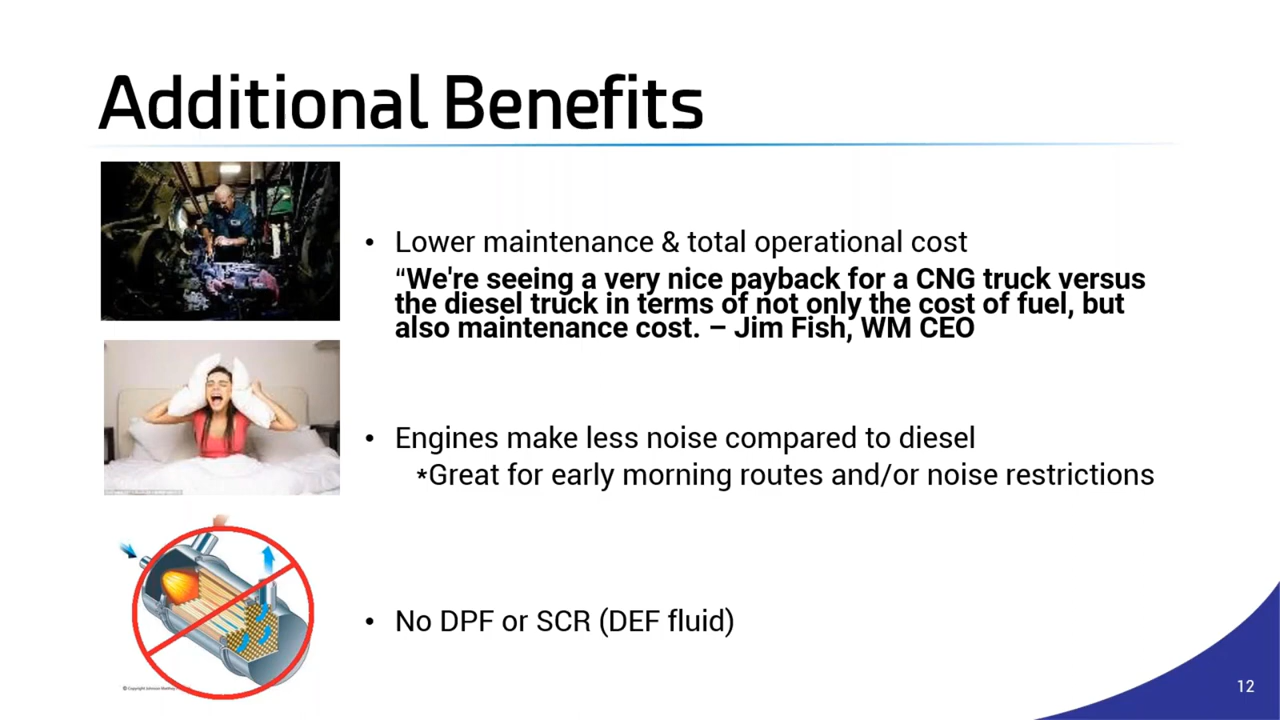 Additional Benefits
• Lower maintenance & total operational cost
“We're seeing a very nice payback for a CNG truck versus
the diesel truck in terms of not only the cost of fuel, but
also maintenance cost. – Jim Fish, WM CEO
• Engines make less noise compared to diesel
*Great for early morning routes and/or noise restrictions
• No DPF or SCR (DEF fluid)
© Copyright Johnson Matthey
12